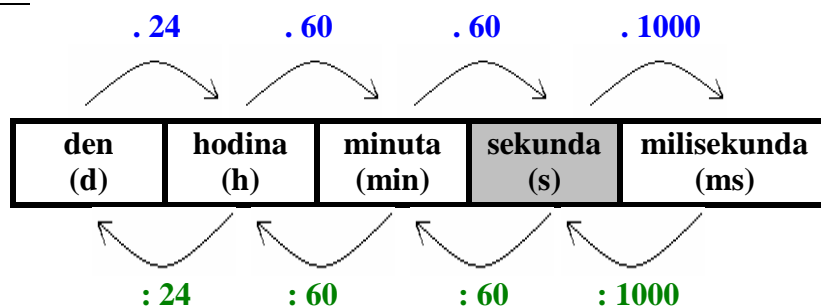 . 24 . 60 . 60 . 1000
den hodina minuta sekunda milisekunda
(d) (h) (min) (s) (ms)
: 24 : 60 : 60 : 1000